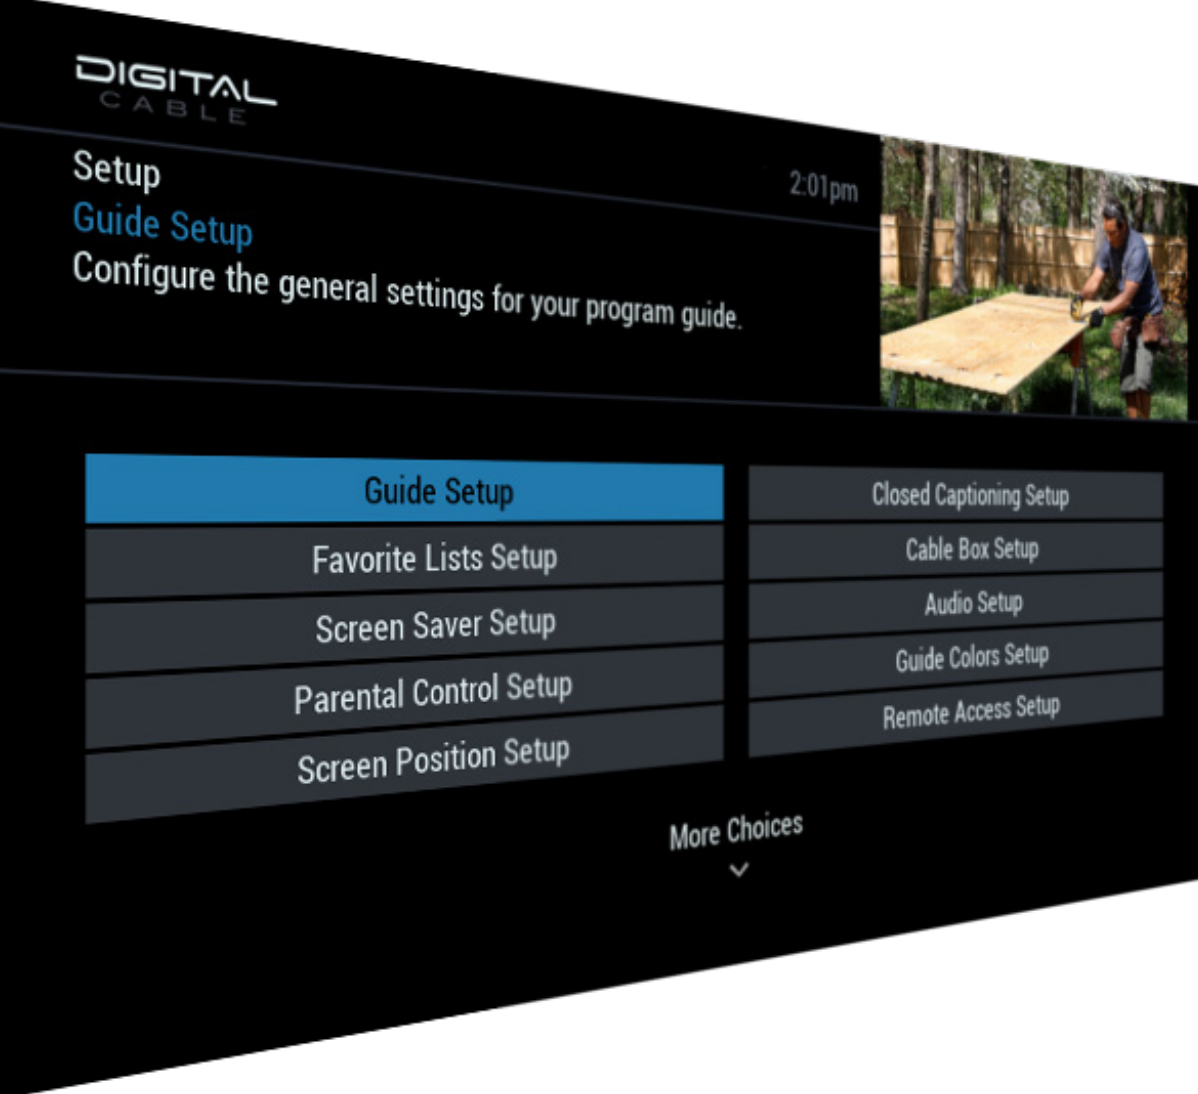 DIGITAL
CABLE
2:01pm
Setup
Guide Setup
Configure the general settings for your program guide.
Guide Setup
Favorite Lists Setup
Screen Saver Setup
Parental Control Setup
Screen Position Setup
Closed Captioning Setup
Cable Box Setup
Audio Setup
Guide Colors Setup
Remote Access Setup
More Choices